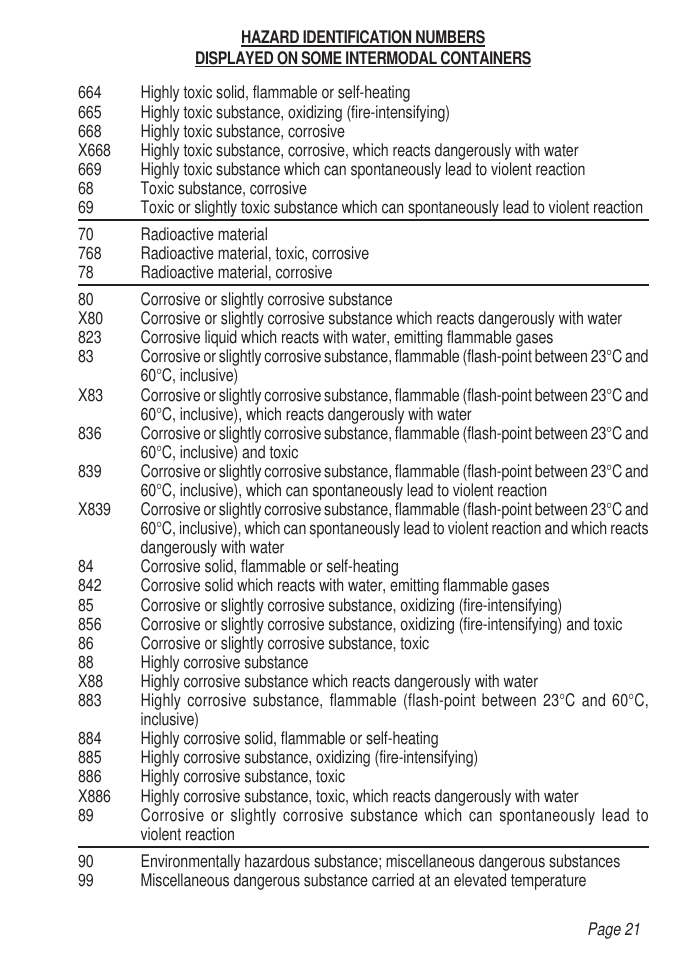 HAZARD IDENTIFICATION NUMBERS
DISPLAYED ON SOME INTERMODAL CONTAINERS
664 Highly toxic solid, flammable or self-heating
665 Highly toxic substance, oxidizing (fire-intensifying)
668 Highly toxic substance, corrosive
X668 Highly toxic substance, corrosive, which reacts dangerously with water
669 Highly toxic substance which can spontaneously lead to violent reaction
68 Toxic substance, corrosive
69 Toxic or slightly toxic substance which can spontaneously lead to violent reaction
70 Radioactive material
768 Radioactive material, toxic, corrosive
78 Radioactive material, corrosive
80 Corrosive or slightly corrosive substance
X80 Corrosive or slightly corrosive substance which reacts dangerously with water
823 Corrosive liquid which reacts with water, emitting flammable gases
83 Corrosive or slightly corrosive substance, flammable (flash-point between 23°C and
60°C, inclusive)
X83 Corrosive or slightly corrosive substance, flammable (flash-point between 23°C and
60°C, inclusive), which reacts dangerously with water
836 Corrosive or slightly corrosive substance, flammable (flash-point between 23°C and
60°C, inclusive) and toxic
839 Corrosive or slightly corrosive substance, flammable (flash-point between 23°C and
60°C, inclusive), which can spontaneously lead to violent reaction
X839 Corrosive or slightly corrosive substance, flammable (flash-point between 23°C and
60°C, inclusive), which can spontaneously lead to violent reaction and which reacts
dangerously with water
84 Corrosive solid, flammable or self-heating
842 Corrosive solid which reacts with water, emitting flammable gases
85 Corrosive or slightly corrosive substance, oxidizing (fire-intensifying)
856 Corrosive or slightly corrosive substance, oxidizing (fire-intensifying) and toxic
86 Corrosive or slightly corrosive substance, toxic
88 Highly corrosive substance
X88 Highly corrosive substance which reacts dangerously with water
883 Highly corrosive substance, flammable (flash-point between 23°C and 60°C,
inclusive)
884 Highly corrosive solid, flammable or self-heating
885 Highly corrosive substance, oxidizing (fire-intensifying)
886 Highly corrosive substance, toxic
X886 Highly corrosive substance, toxic, which reacts dangerously with water
89 Corrosive or slightly corrosive substance which can spontaneously lead to
violent reaction
90 Environmentally hazardous substance; miscellaneous dangerous substances
99 Miscellaneous dangerous substance carried at an elevated temperature
Page 21